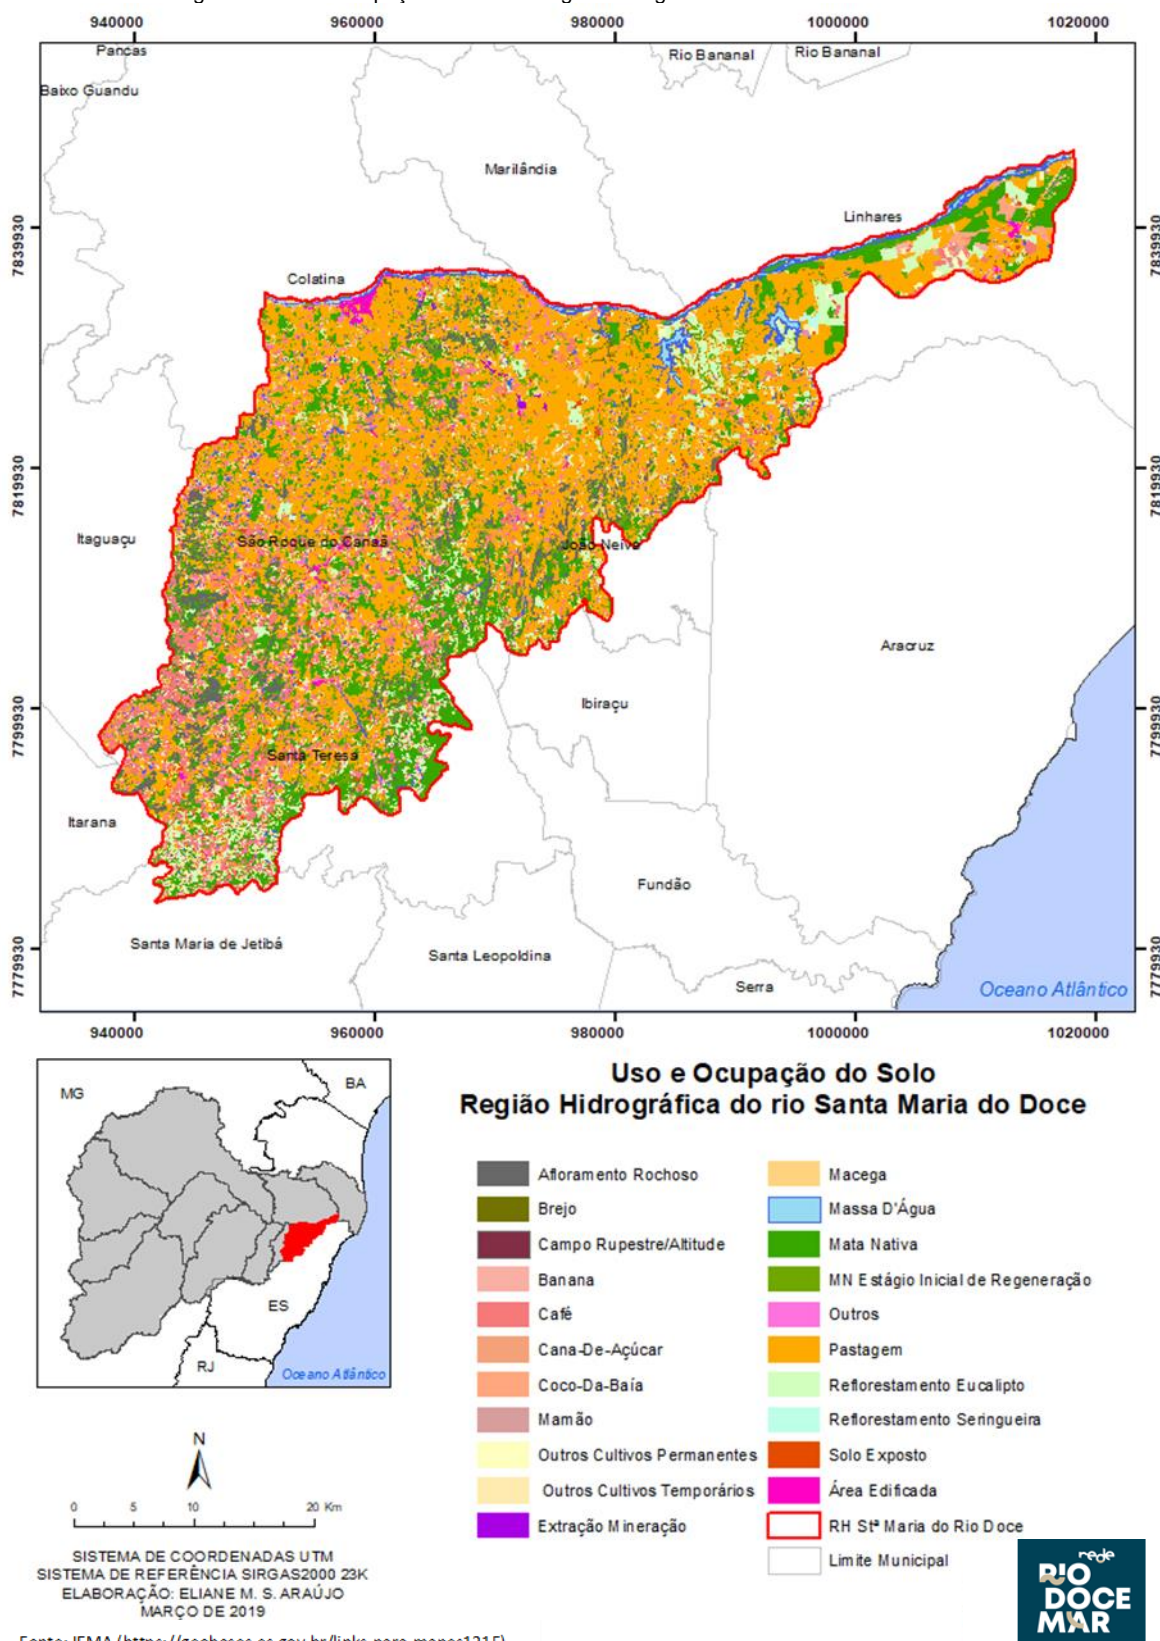 940000 960000 980000 1000000 1020000
Pancas
Rio Bananal
Rio Bananal
Baixo Guandu
Marilândia
Linhares
7839930
7839930
Colatina
7819930
7819930
Itaguaçu
São Roque do Canaã
João Neiva
Aracruz
Ibiraçu
7799930
7799930
Santa Teresa
Itarana
Fundão
Santa Maria de Jetibá
Santa Leopoldina
7779930
7779930
Serra
Oceano Atlântico
940000 960000 980000 1000000 1020000
MG
BA
ES
RJ
Oceano Atlântico
N
0 5 10 20 Km
SISTEMA DE COORDENADAS UTM
SISTEMA DE REFERÊNCIA SIRGAS2000 23K
ELABORAÇÃO: ELIANE M. S. ARAÚJO
MARÇO DE 2019
Uso e Ocupação do Solo
Região Hidrográfica do rio Santa Maria do Doce
Afloramento Rochoso
Brejo
Campo Rupestre/Altitude
Banana
Café
Cana-De-Açúcar
Coco-Da-Baía
Mamão
Outros Cultivos Permanentes
Outros Cultivos Temporários
Extração Mineração
Macega
Massa D'Água
Mata Nativa
MN Estágio Inicial de Regeneração
Outros
Pastagem
Reflorestamento Eucalipto
Reflorestamento Seringueira
Solo Exposto
Área Edificada
RH Stª Maria do Rio Doce
Limite Municipal
rede
RIO
DOCE
MAR